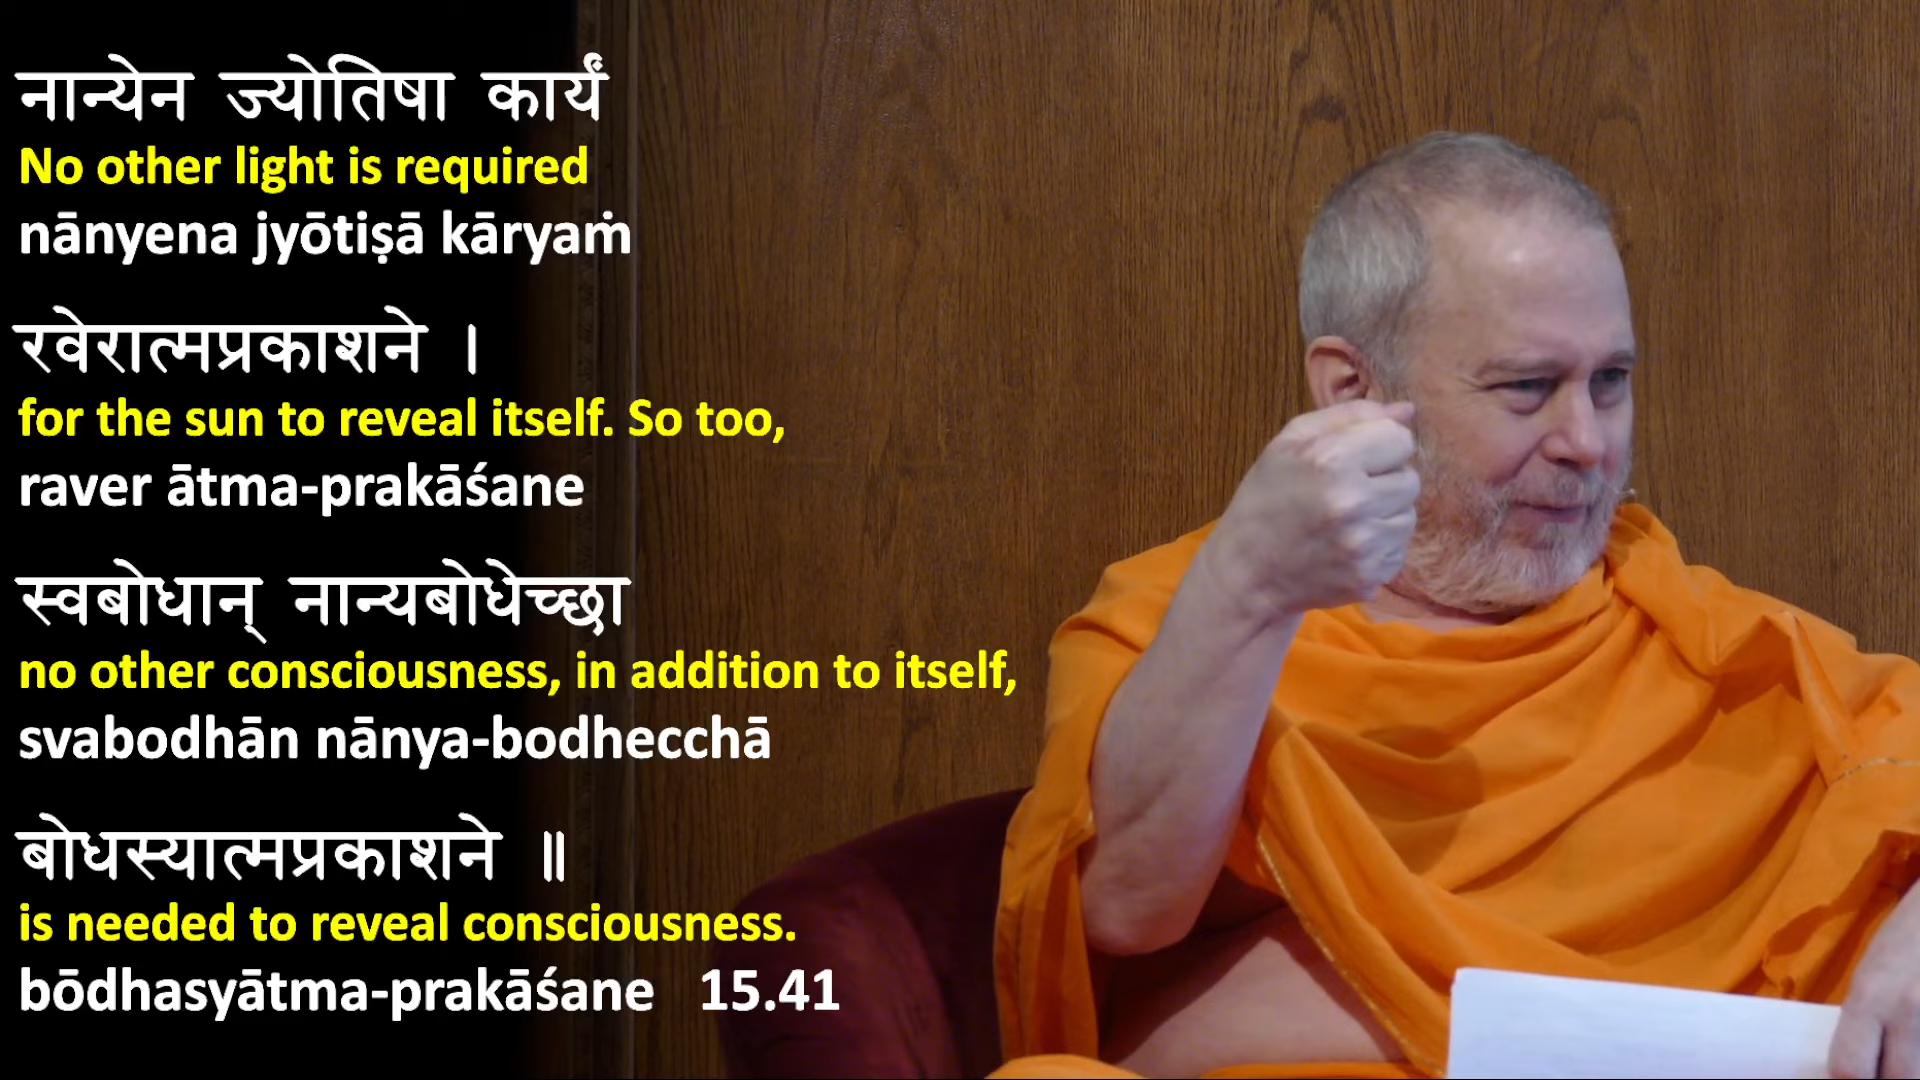 नान्येन ज्योतिषा कार्यं
No other light is required
nānyena jyōtiṣā kāryaṁ
रवेरात्मप्रकाशने ।
for the sun to reveal itself. So too,
raver ātma-prakāśane
स्वबोधान् नान्यबोधेच्छा
no other consciousness, in addition to itself,
svabodhān nānya-bodhecchā
बोधस्यात्मप्रकाशने ॥
is needed to reveal consciousness.
bōdhasyātma-prakāśane 15.41